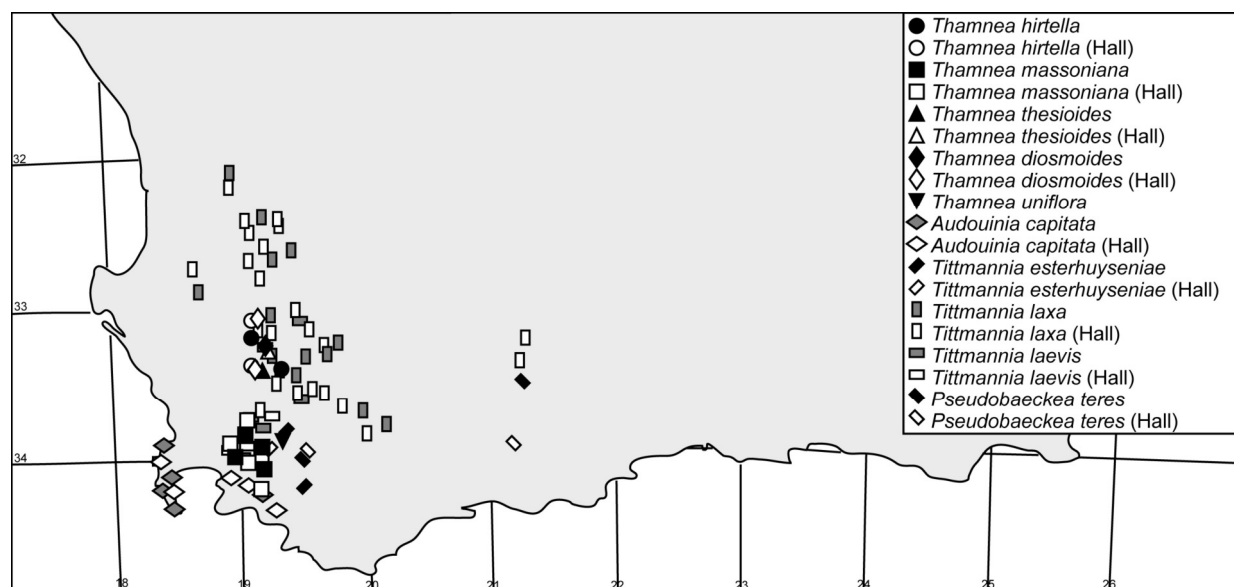 Thamnea hirtella
Thamnea hirtella (Hall)
Thamnea massoniana
Thamnea massoniana (Hall)
Thamnea thesioides
Thamnea thesioides (Hall)
Thamnea diosmoides
Thamnea diosmoides (Hall)
Thamnea uniflora
Audouinia capitata
Audouinia capitata (Hall)
Tittmannia esterhuyseniae
Tittmannia esterhuyseniae (Hall)
Tittmannia laxa
Tittmannia laxa (Hall)
Tittmannia laevis
Tittmannia laevis (Hall)
Pseudobaeckea teres
Pseudobaeckea teres (Hall)
32
33
34
18 19 20 21 22 23 24 25 26